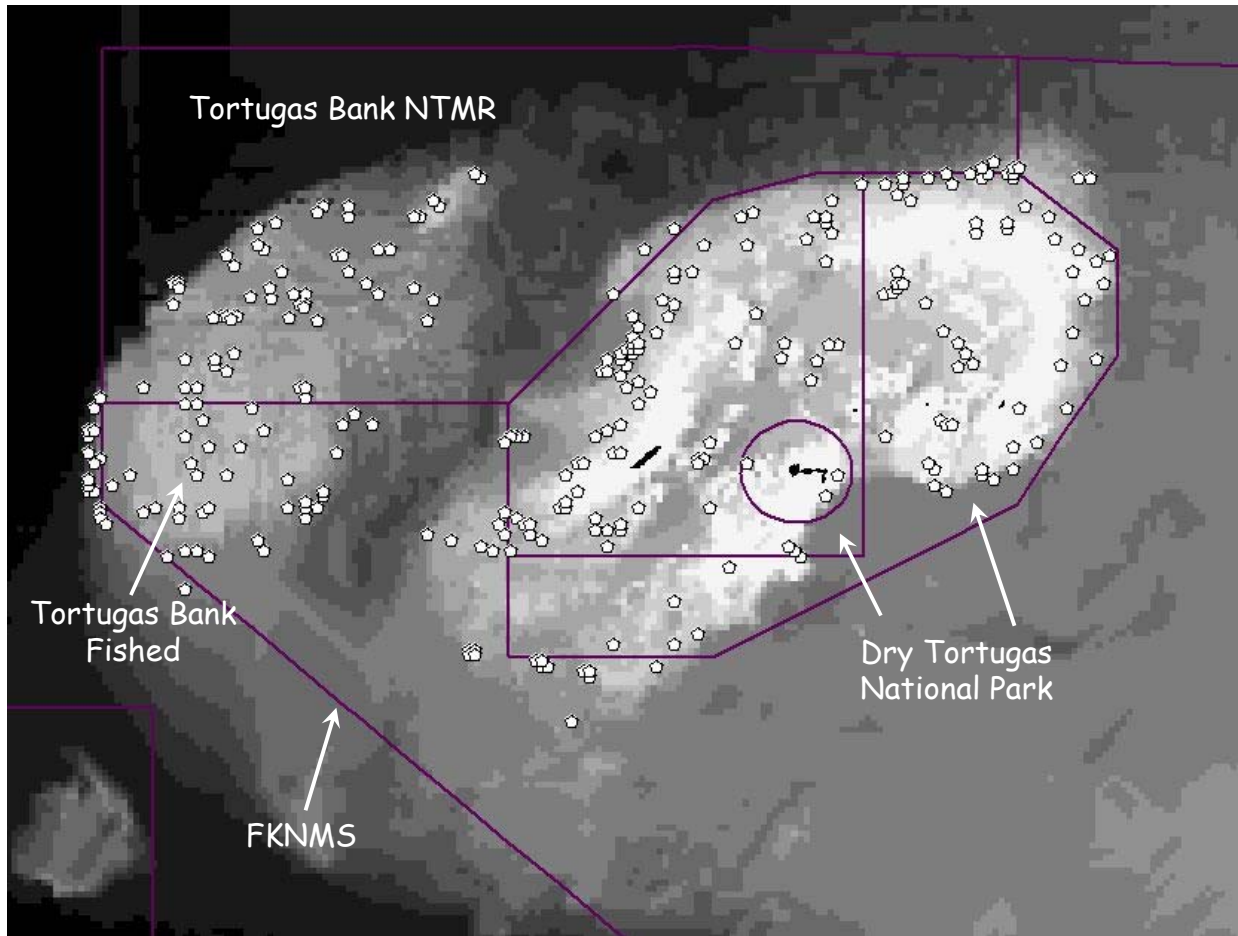 Tortugas Bank NTMR
Tortugas Bank
Fished
Dry Tortugas
National Park
FKNMS